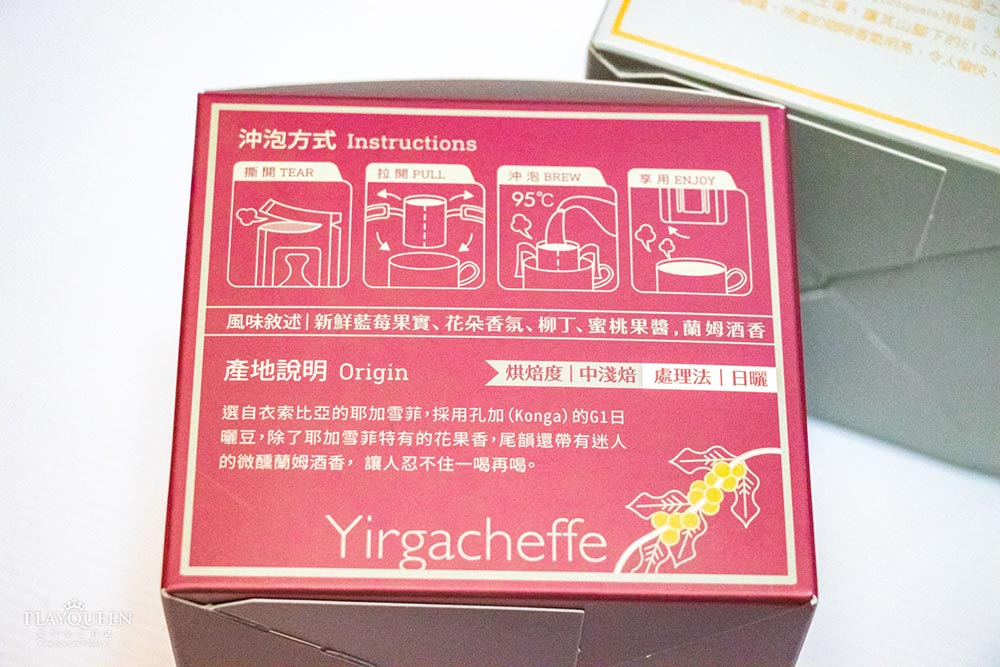 沖泡方式 Instructions
撕開 TEAR
拉開 PULL
沖泡 BREW
享用 ENJOY
95℃
風味敘述|新鮮藍莓果實、花朵香氛、柳丁、蜜桃果醬,蘭姆酒香
產地說明 Origin
烘焙度|中淺焙 處理法|日曬
選自衣索比亞的耶加雪菲,採用孔加(Konga)的G1日
曬豆,除了耶加雪菲特有的花果香,尾韻還帶有迷人
的微醺蘭姆酒香, 讓人忍不住一喝再喝。
Yirgacheffe
令人愉悅
PLAYQUEEN